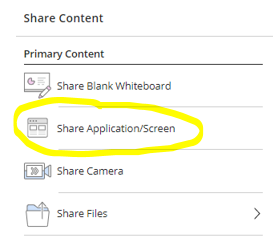 Share Content
Primary Content
Share Blank Whiteboard
Share Application/Screen
Share Camera
Share Files